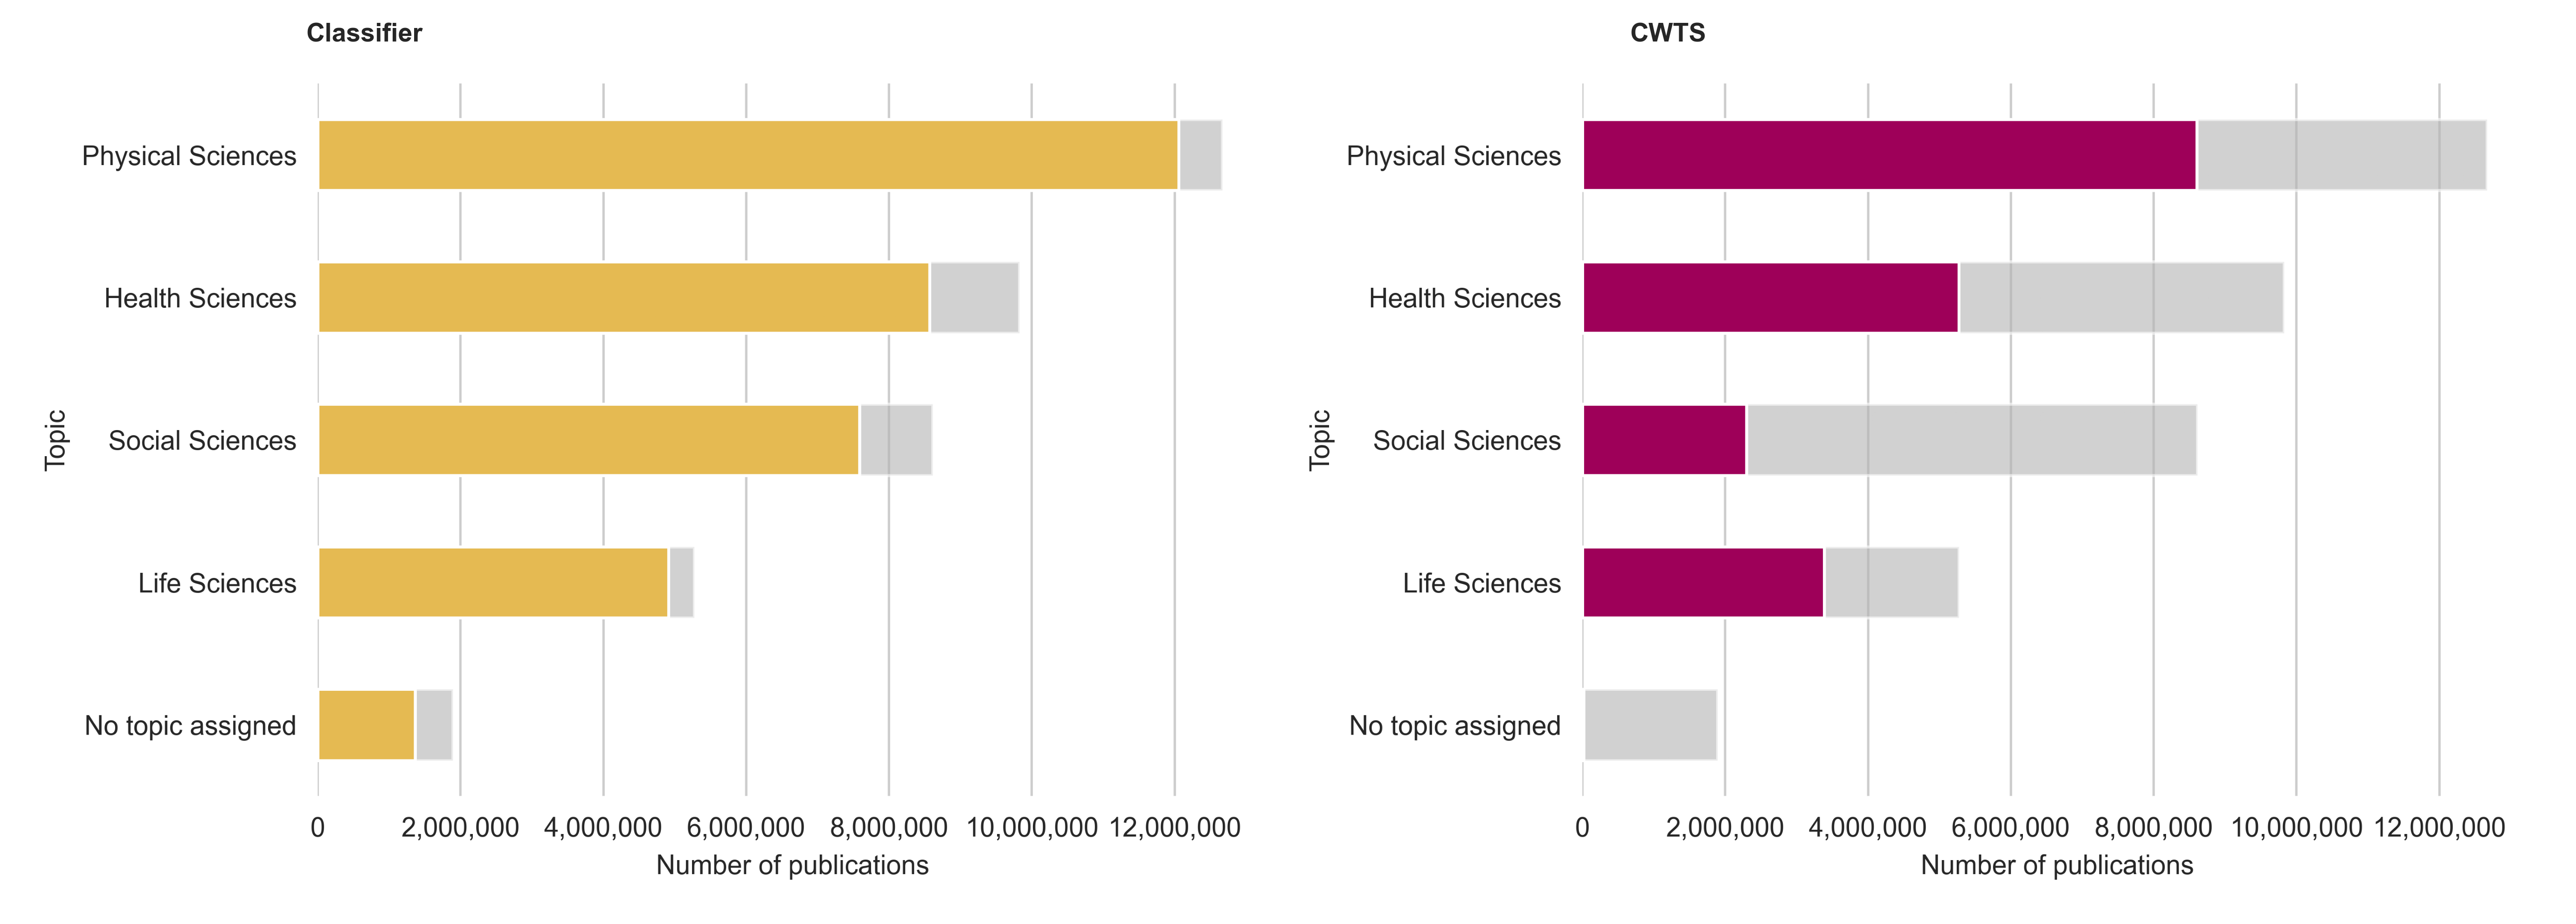 Classifier
Topic
Physical Sciences
Health Sciences
Social Sciences
Life Sciences
No topic assigned
0 2,000,000 4,000,000 6,000,000 8,000,000 10,000,000 12,000,000
Number of publications
CWTS
Topic
Physical Sciences
Health Sciences
Social Sciences
Life Sciences
No topic assigned
0 2,000,000 4,000,000 6,000,000 8,000,000 10,000,000 12,000,000
Number of publications